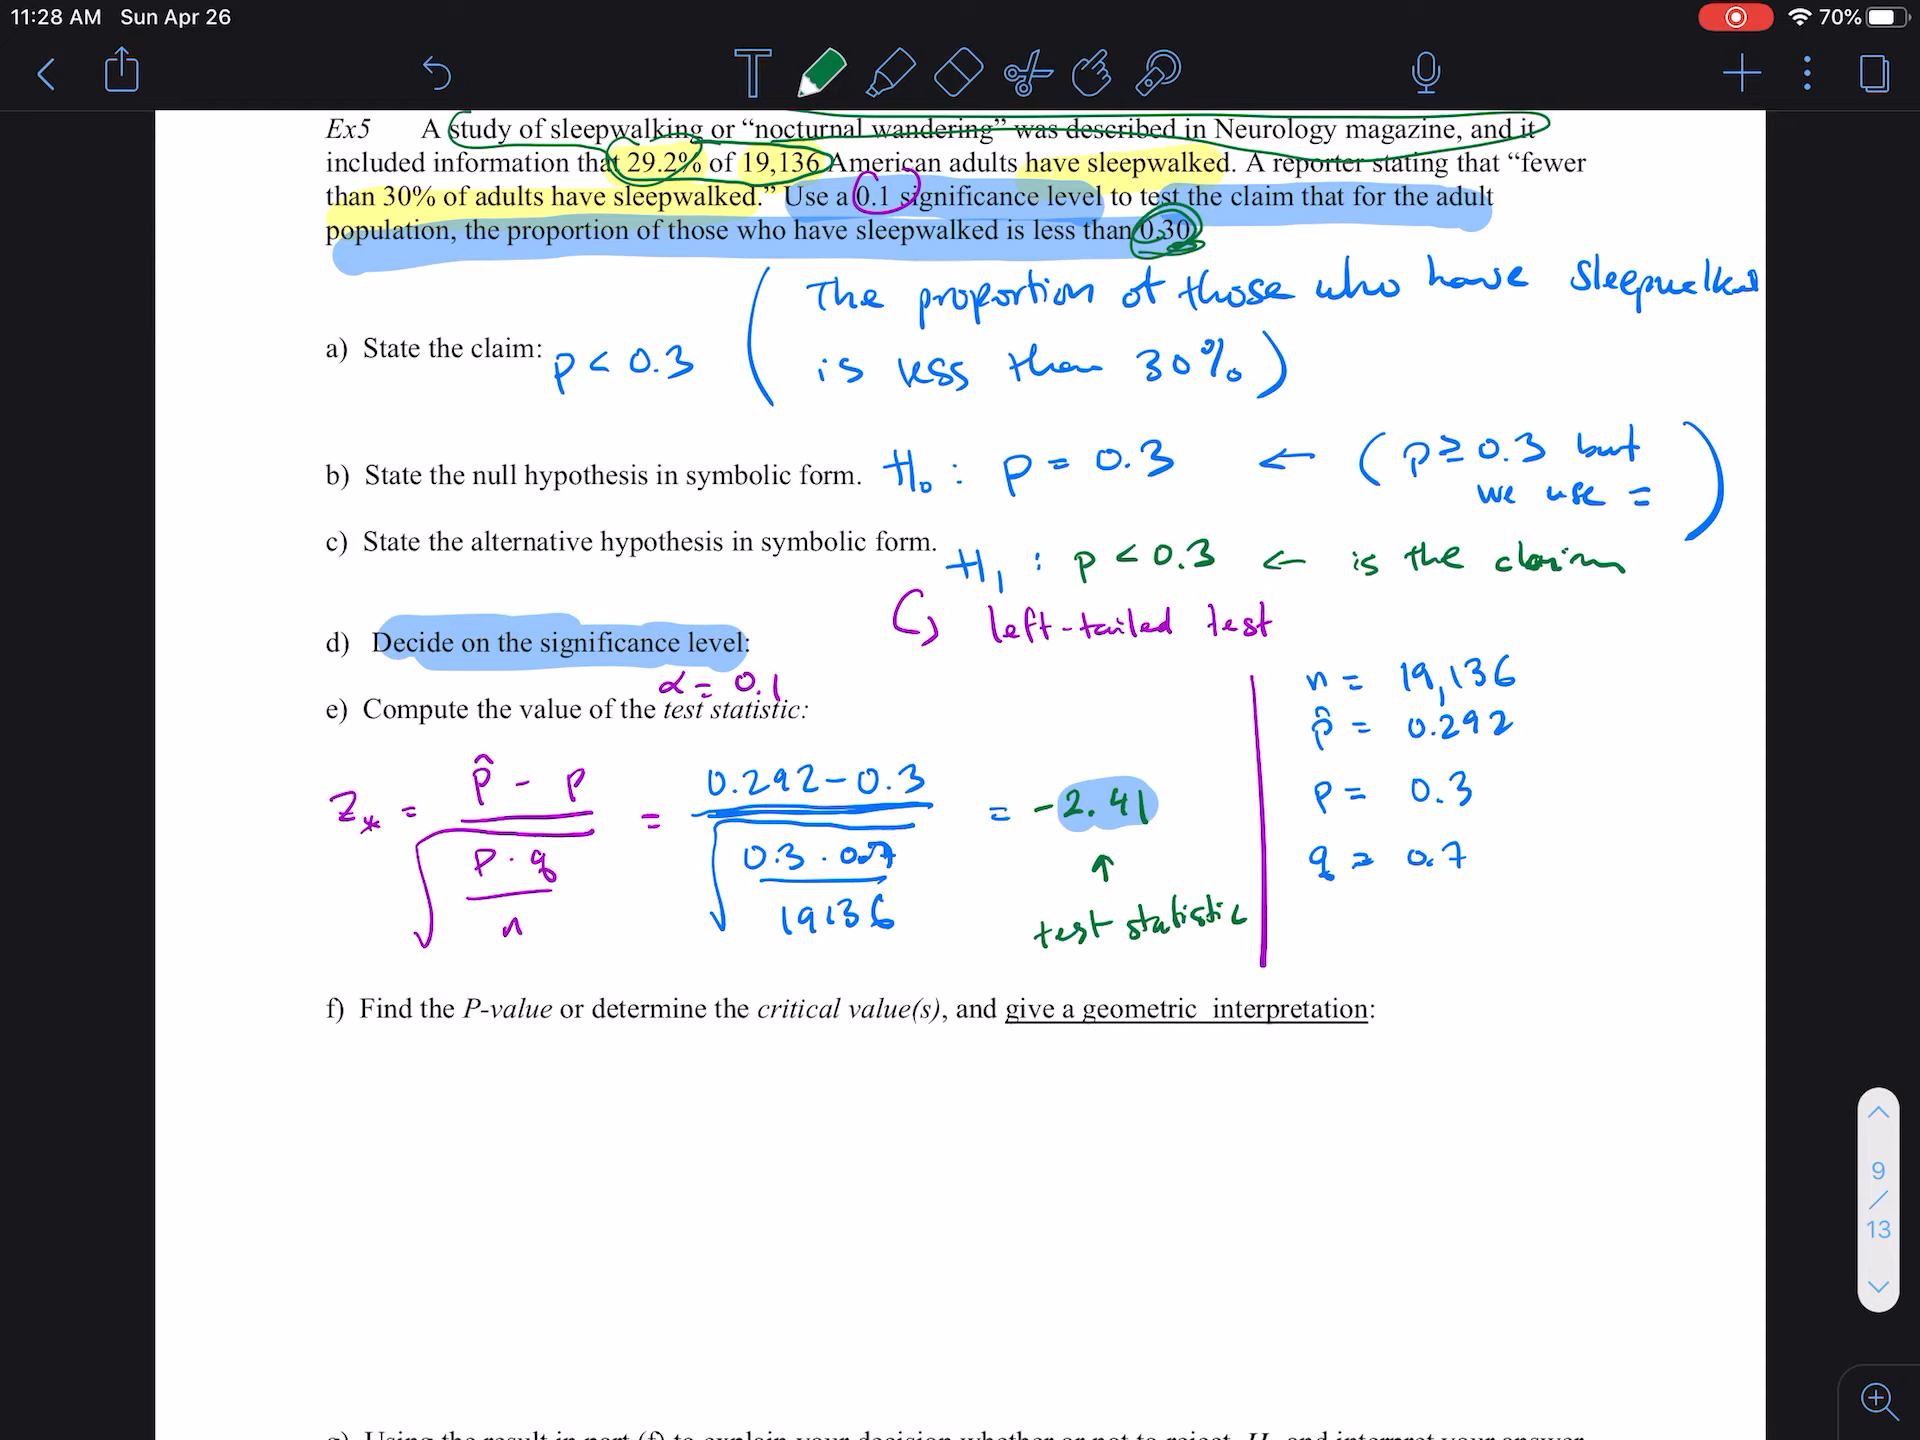 11:28 AM Sun Apr 26
70%
Ex5 A study of sleepwalking or “nocturnal wandering” was described in Neurology magazine, and it
included information that 29.2% of 19,136 American adults have sleepwalked. A reporter stating that “fewer
than 30% of adults have sleepwalked.” Use a 0.1 significance level to test the claim that for the adult
population, the proportion of those who have sleepwalked is less than 0.30
(The proportion of those who have Sleepwalked
is less than 30%)
a) State the claim: p < 0.3
b) State the null hypothesis in symbolic form. H₀ : p = 0.3 ← (p ≥ 0.3 but
we use =)
c) State the alternative hypothesis in symbolic form. H₁ : p < 0.3 ← is the claim
left-tailed test
d) Decide on the significance level:
α = 0.1
e) Compute the value of the test statistic:
n = 19,136
p̂ = 0.292
p = 0.3
q = 0.7
Z* = p̂ - p / √(p · q / n) = 0.292 - 0.3 / √(0.3 · 0.7 / 19136) = -2.41
↑
test statistic
f) Find the P-value or determine the critical value(s), and give a geometric interpretation:
9
/
13